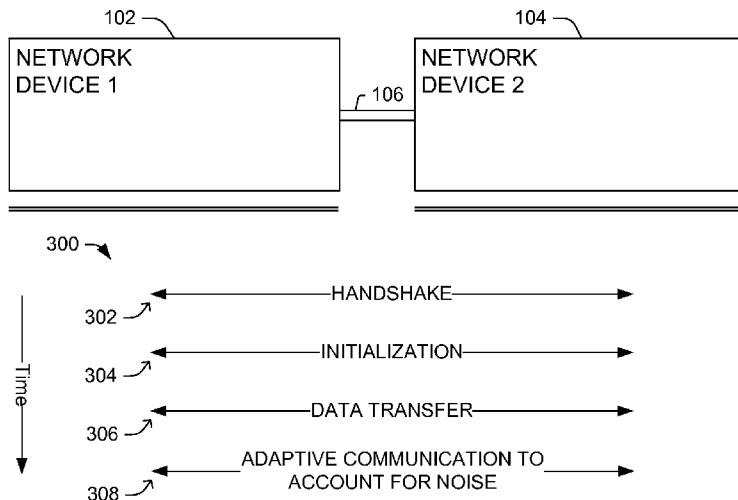 102
104
NETWORK
DEVICE 1
106
NETWORK
DEVICE 2
300
HANDSHAKE
302
INITIALIZATION
304
Time
DATA TRANSFER
306
ADAPTIVE COMMUNICATION TO
ACCOUNT FOR NOISE
308